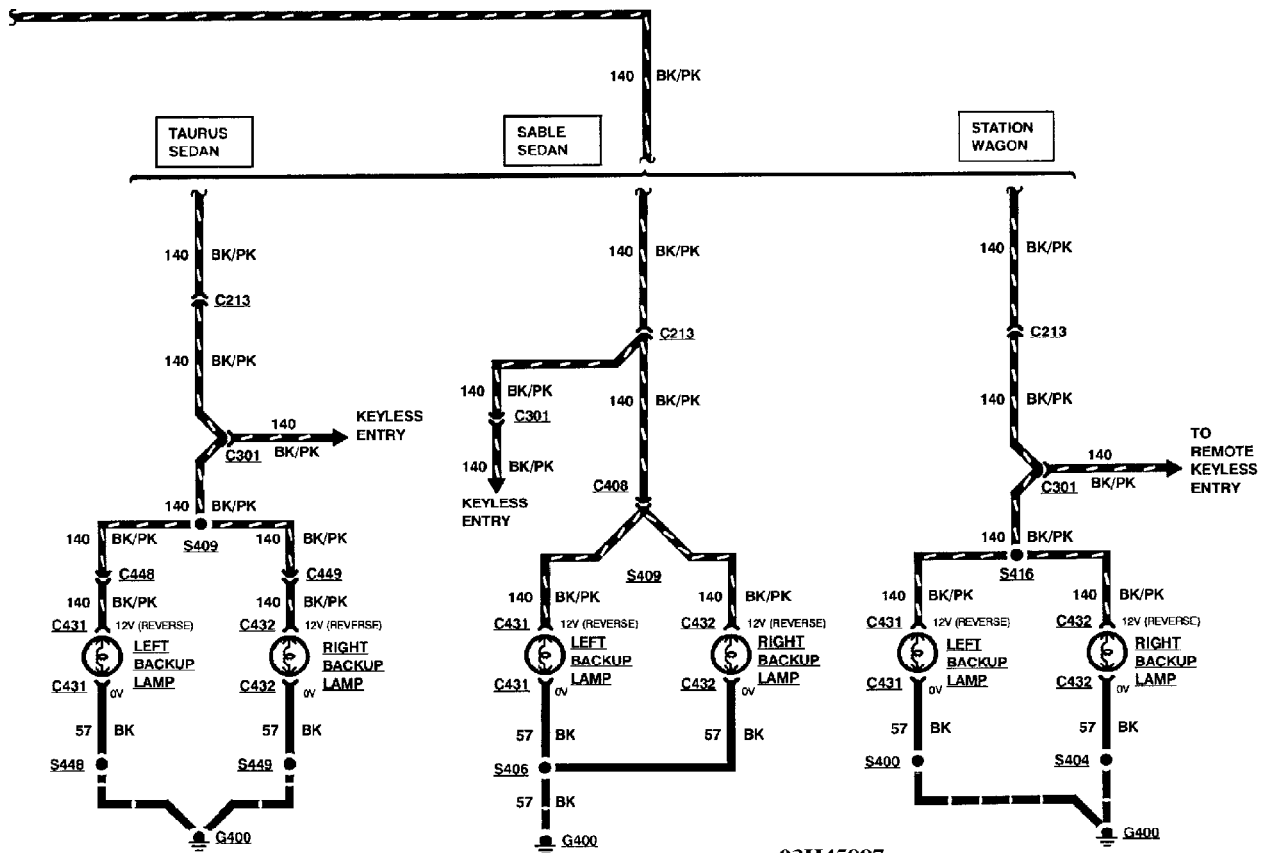 140 BK/PK
TAURUS
SEDAN
SABLE
SEDAN
STATION
WAGON
140 BK/PK
C213
140 BK/PK
140
BK/PK
KEYLESS
ENTRY
C301
140 BK/PK
S409
140 BK/PK
140 BK/PK
C448
C449
140 BK/PK
140 BK/PK
C431 12V (REVERSE)
LEFT
BACKUP
LAMP
C431 0V
C432 12V (REVERSE)
RIGHT
BACKUP
LAMP
C432 0V
57 BK
57 BK
S448
S449
G400
140 BK/PK
C213
140 BK/PK
C301
140 BK/PK
KEYLESS
ENTRY
140 BK/PK
C408
S409
140 BK/PK
140 BK/PK
C431 12V (REVERSE)
LEFT
BACKUP
LAMP
C431 0V
C432 12V (REVERSE)
RIGHT
BACKUP
LAMP
C432 0V
57 BK
57 BK
S406
57 BK
G400
140 BK/PK
C213
140 BK/PK
140
BK/PK
TO
REMOTE
KEYLESS
ENTRY
C301
140 BK/PK
S416
140 BK/PK
140 BK/PK
C431 12V (REVERSE)
LEFT
BACKUP
LAMP
C431 0V
C432 12V (REVERSE)
RIGHT
BACKUP
LAMP
C432 0V
57 BK
57 BK
S400
S404
G400